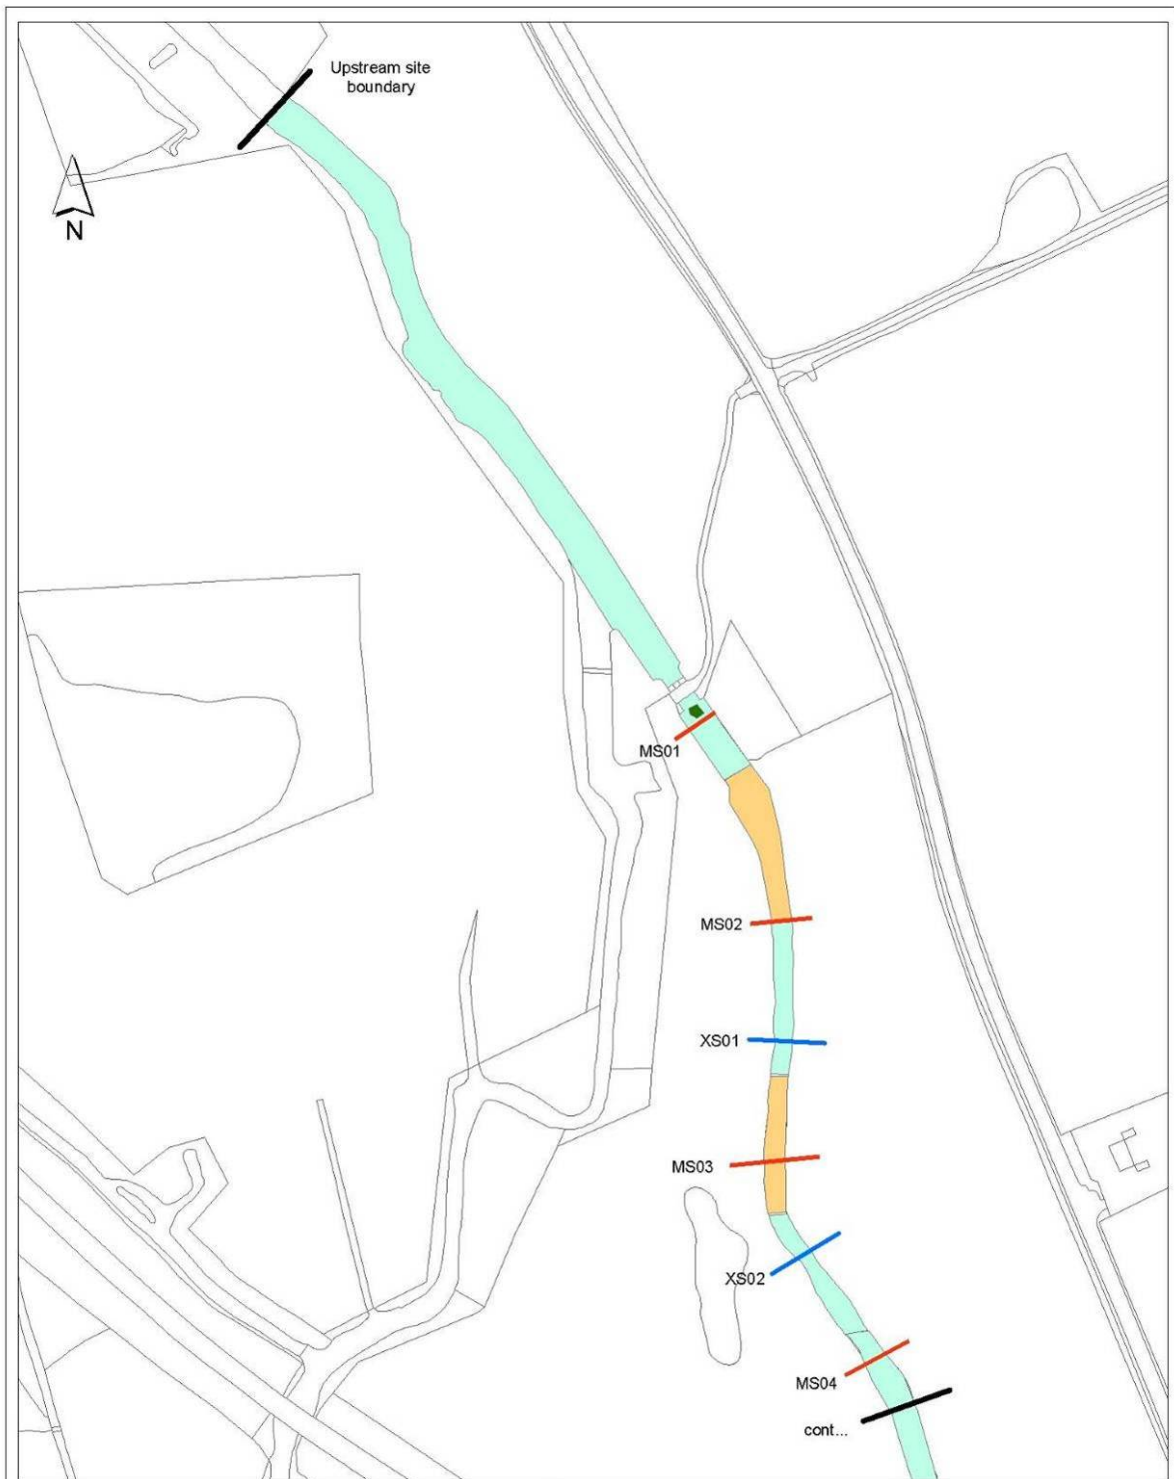 Upstream site
boundary
N
MS01
MS02
XS01
MS03
XS02
MS04
cont...